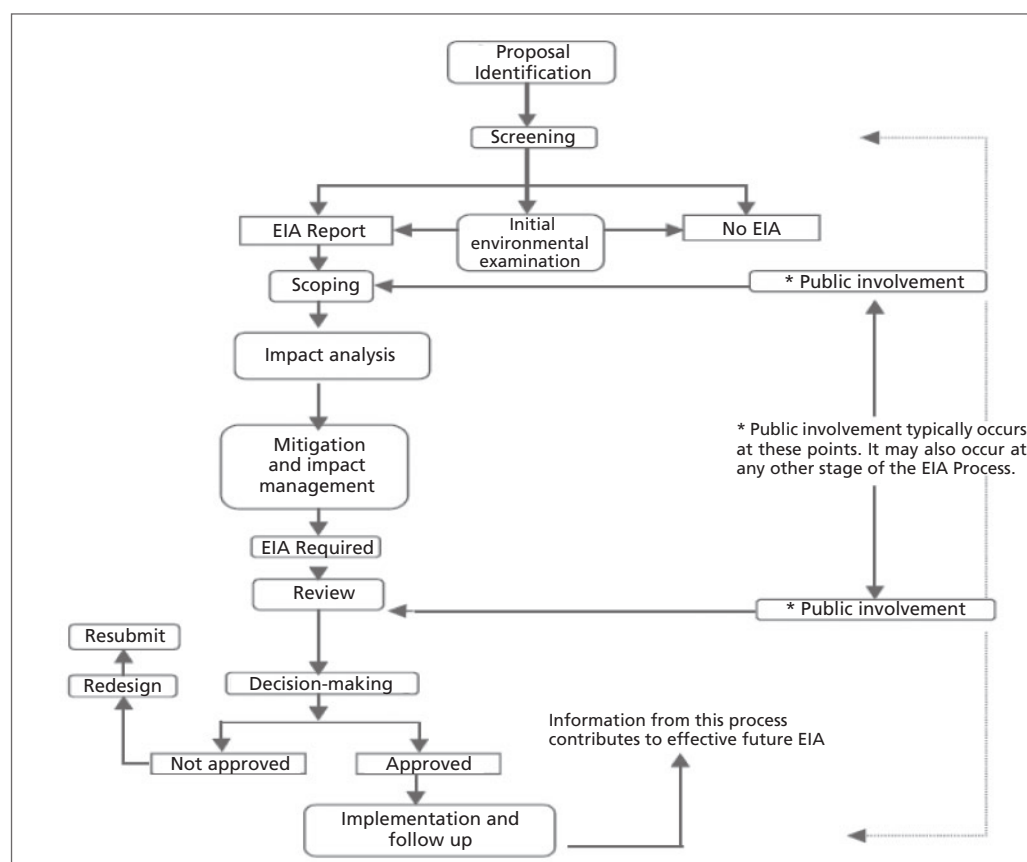 Proposal
Identification
Screening
EIA Report
Initial
environmental
examination
No EIA
Scoping
* Public involvement
Impact analysis
* Public involvement typically occurs
at these points. It may also occur at
any other stage of the EIA Process.
Mitigation
and impact
management
EIA Required
Review
* Public involvement
Resubmit
Redesign
Decision-making
Information from this process
contributes to effective future EIA
Not approved
Approved
Implementation and
follow up